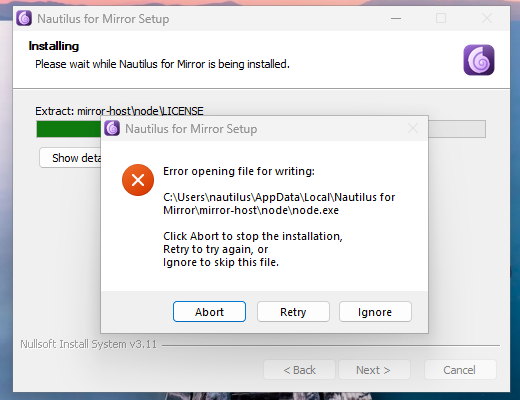 Nautilus for Mirror Setup
Installing
Please wait while Nautilus for Mirror is being installed.
Extract: mirror-host\node\LICENSE
Show deta
Nautilus for Mirror Setup
Error opening file for writing:
C:\Users\nautilus\AppData\Local\Nautilus for
Mirror\mirror-host\node\node.exe
Click Abort to stop the installation,
Retry to try again, or
Ignore to skip this file.
Abort
Retry
Ignore
Nullsoft Install System v3.11
< Back
Next >
Cancel